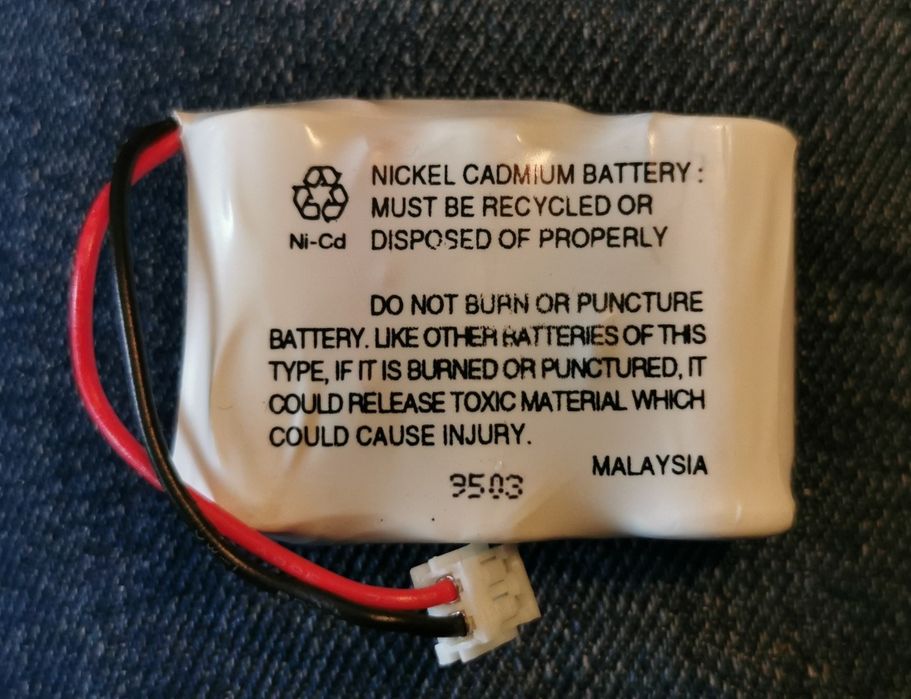 NICKEL CADMIUM BATTERY :
MUST BE RECYCLED OR
Ni-Cd DISPOSED OF PROPERLY
DO NOT BURN OR PUNCTURE
BATTERY. LIKE OTHER BATTERIES OF THIS
TYPE, IF IT IS BURNED OR PUNCTURED, IT
COULD RELEASE TOXIC MATERIAL WHICH
COULD CAUSE INJURY.
MALAYSIA
9503